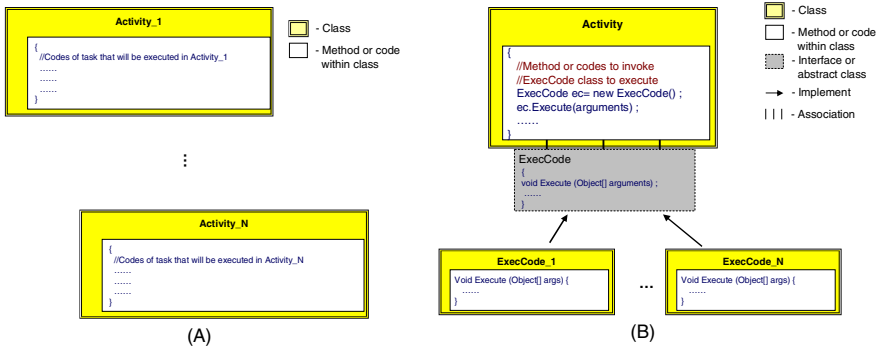 Activity_1
{
//Codes of task that will be executed in Activity_1
......
......
......
}
- Class
- Method or code
within class
⋮
Activity_N
{
//Codes of task that will be executed in Activity_N
......
......
......
}
(A)
Activity
{
//Method or codes to invoke
//ExecCode class to execute
ExecCode ec= new ExecCode() ;
ec.Execute(arguments) ;
......
}
- Class
- Method or code
within class
- Interface or
abstract class
- Implement
- Association
ExecCode
{
void Execute (Object[] arguments) ;
......
}
ExecCode_1
Void Execute (Object[] args) {
......
}
...
ExecCode_N
Void Execute (Object[] args) {
......
}
(B)